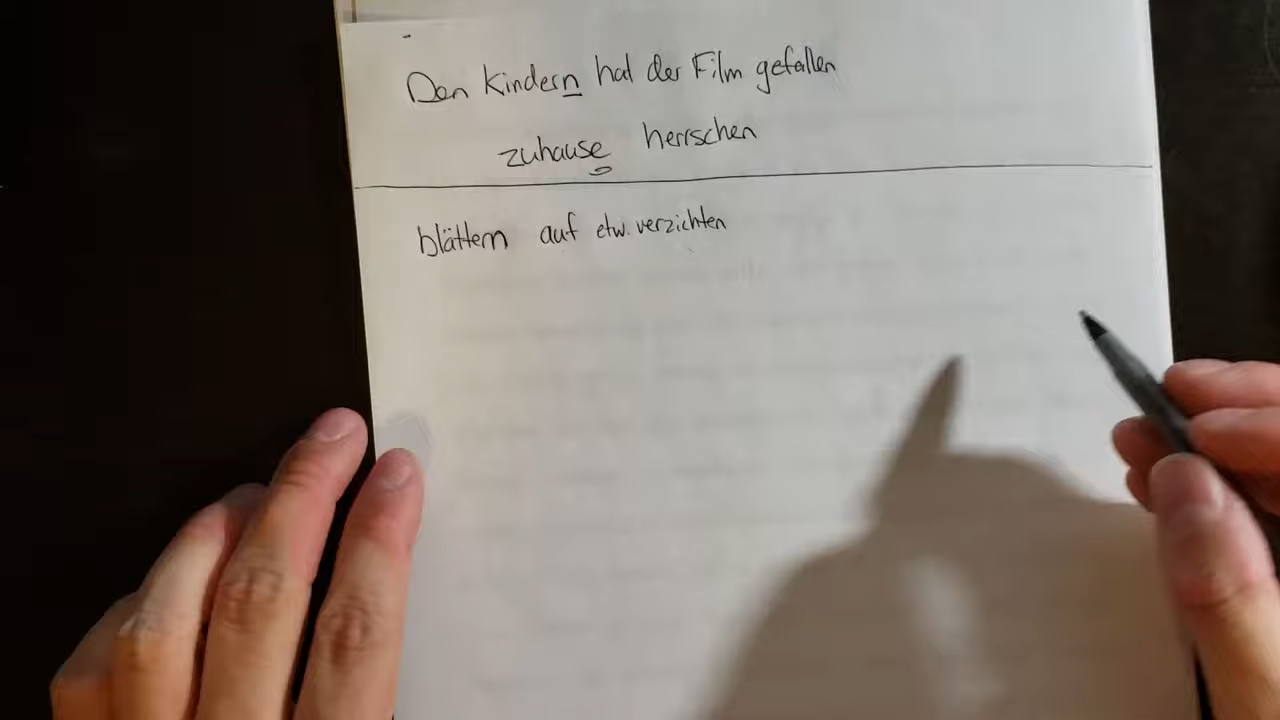 Den Kindern hat der Film gefallen
zuhause herrschen
blättern auf etw. verzichten